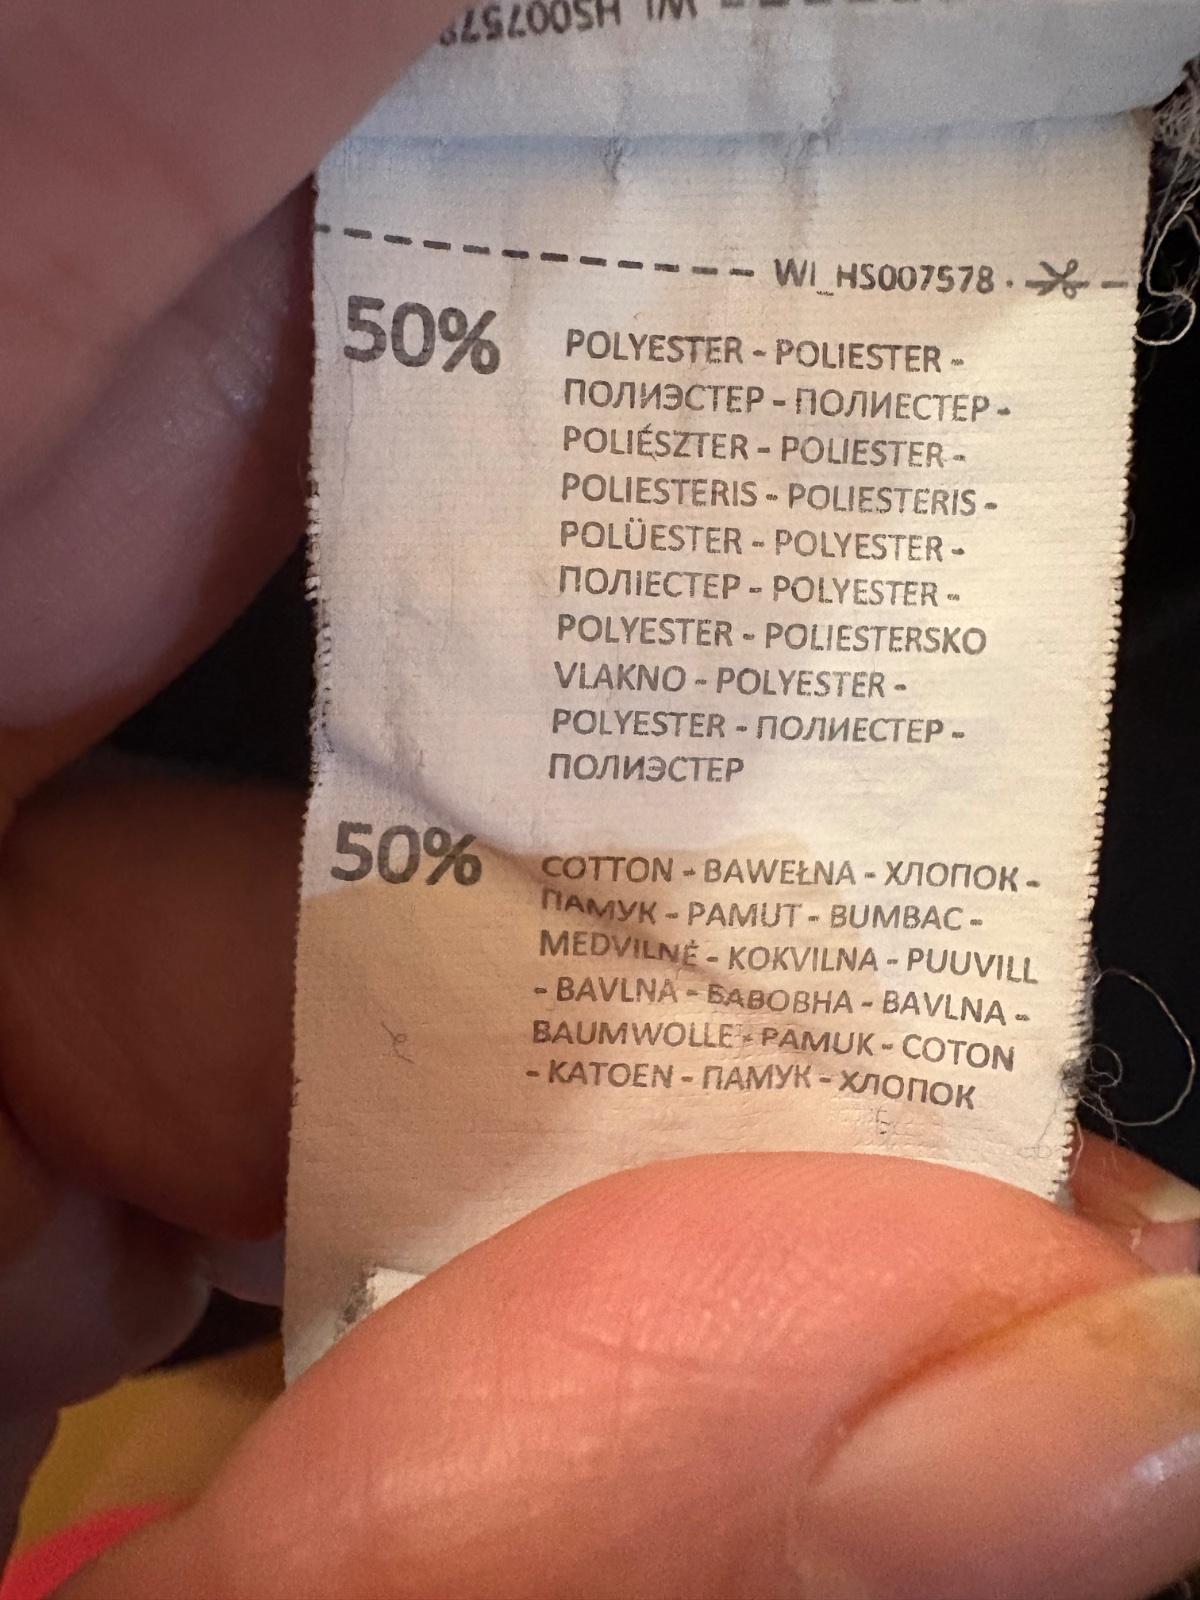 WI_HS007578
WI_HS007578
50%
POLYESTER - POLIESTER -
ПОЛИЭСТЕР - ПОЛИЕСТЕР -
POLIÉSZTER - POLIESTER -
POLIESTERIS - POLIESTERIS -
POLÜESTER - POLYESTER -
ПОЛІЕСТЕР - POLYESTER -
POLYESTER - POLIESTERSKO
VLAKNO - POLYESTER -
POLYESTER - ПОЛИЕСТЕР -
ПОЛИЭСТЕР
50%
COTTON - BAWEŁNA - ХЛОПОК -
ПАМУК - PAMUT - BUMBAC -
MEDVILNĖ - KOKVILNA - PUUVILL
- BAVLNA - БАВОВНА - BAVLNA -
BAUMWOLLE - PAMUK - COTON
- KATOEN - ПАМУК - ХЛОПОК